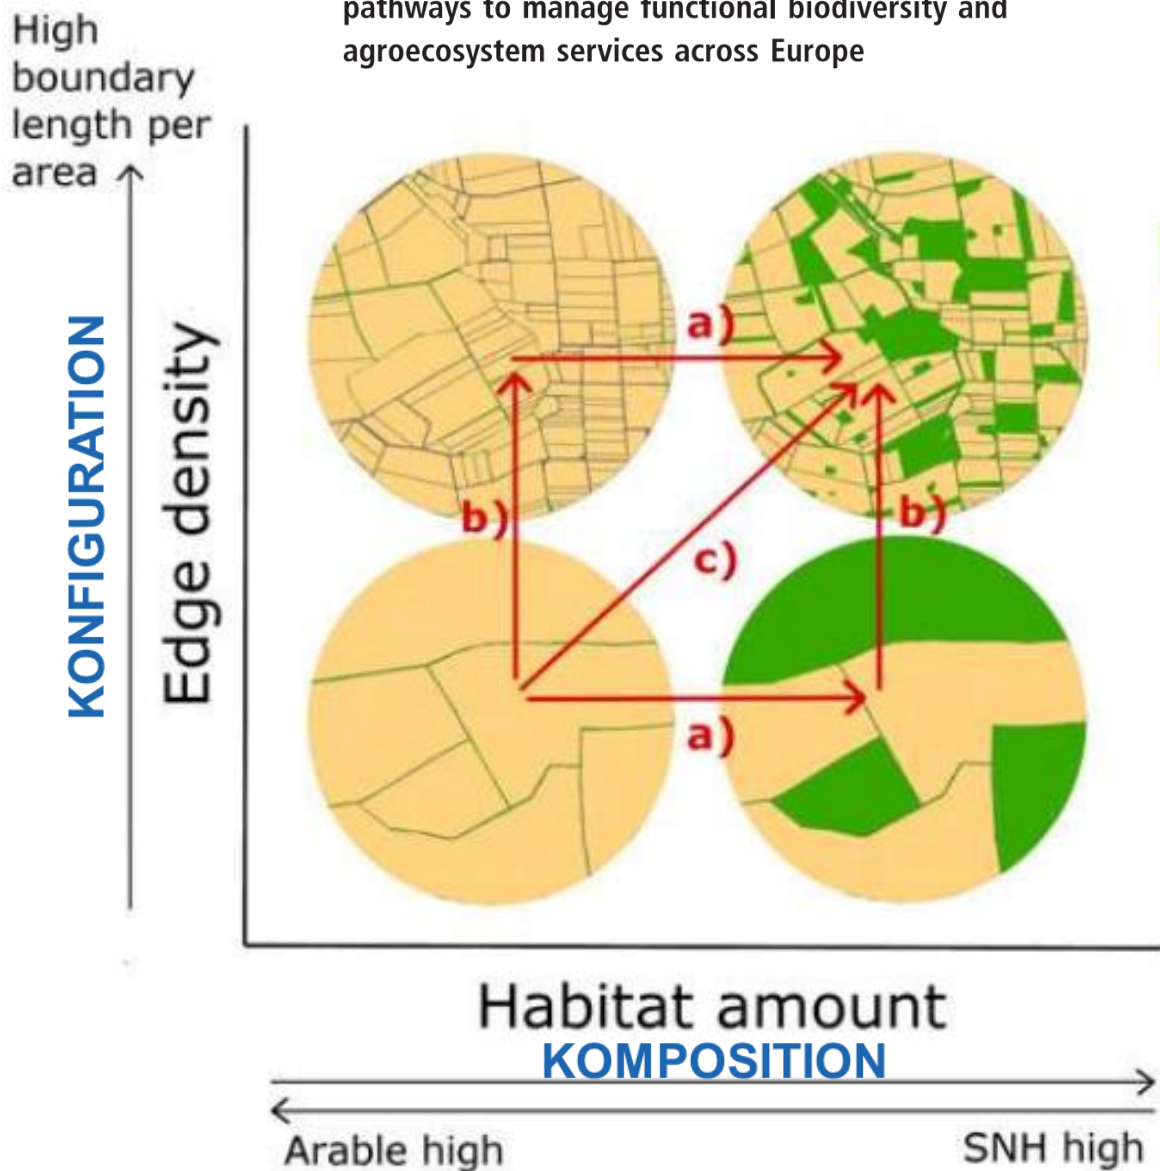 pathways to manage functional biodiversity and
agroecosystem services across Europe
High
boundary
length per
area
KONFIGURATION
Edge density
a)
b)
b)
c)
a)
Habitat amount
KOMPOSITION
Arable high
SNH high